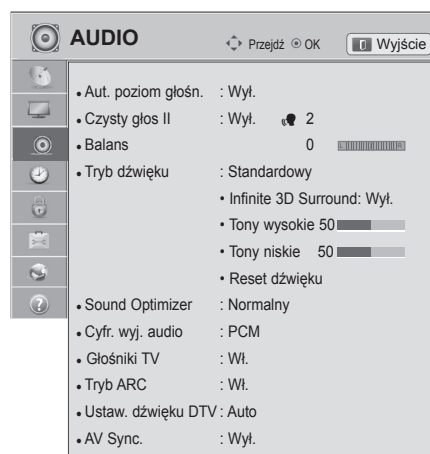 AUDIO Przejdź OK Wyjście
• Aut. poziom głośn. : Wył.
• Czysty głos II : Wył. 2
• Balans 0 L R
• Tryb dźwięku : Standardowy
• Infinite 3D Surround: Wył.
• Tony wysokie 50
• Tony niskie 50
• Reset dźwięku
• Sound Optimizer : Normalny
• Cyfr. wyj. audio : PCM
• Głośniki TV : Wł.
• Tryb ARC : Wł.
• Ustaw. dźwięku DTV : Auto
• AV Sync. : Wył.